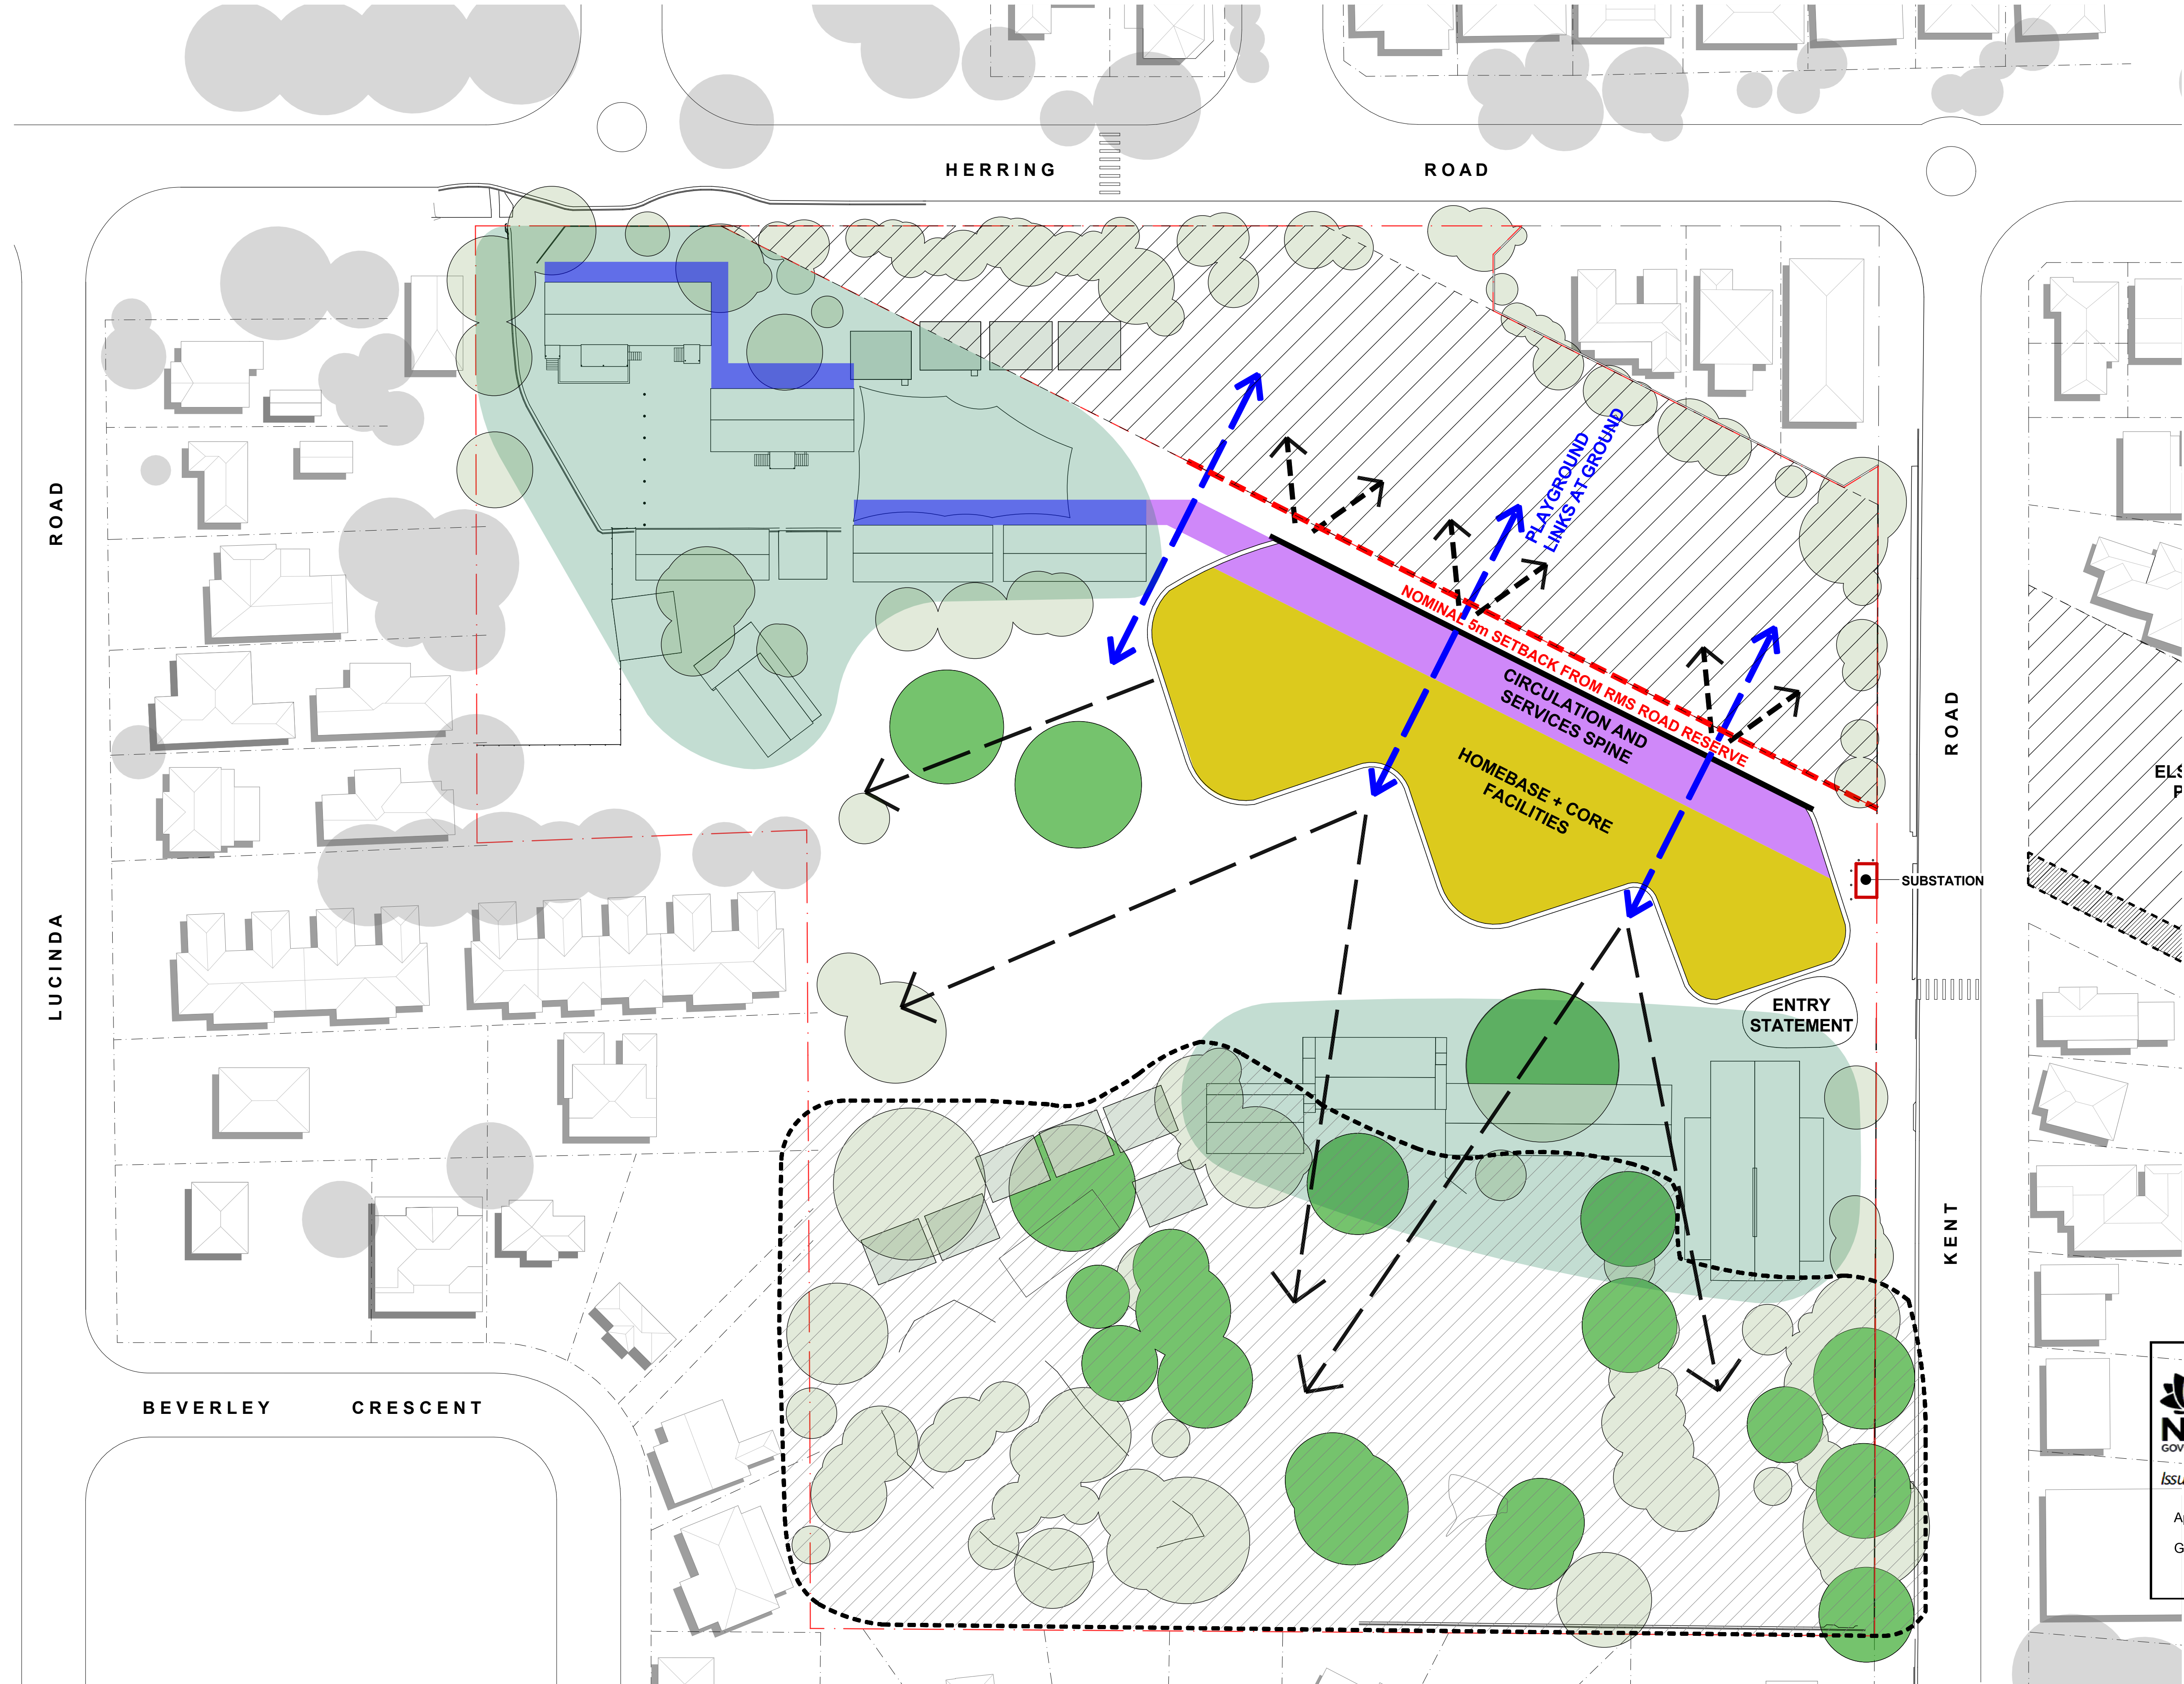 HERRING ROAD
PLAYGROUND
LINKS AT GROUND
ROAD
NOMINAL 5m SETBACK FROM RMS ROAD RESERVE
CIRCULATION AND
SERVICES SPINE
ROAD
HOMEBASE + CORE
FACILITIES
SUBSTATION
LUCINDA
ENTRY
STATEMENT
KENT
BEVERLEY CRESCENT